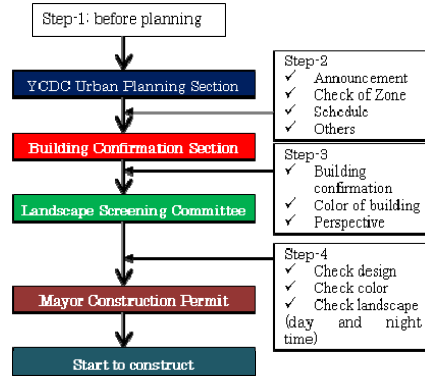 Step-1: before planning
YCDC Urban Planning Section
Step-2
✓ Announcement
✓ Check of Zone
✓ Schedule
✓ Others
Building Confirmation Section
Step-3
✓ Building
confirmation
✓ Color of building
✓ Perspective
Landscape Screening Committee
Step-4
✓ Check design
✓ Check color
✓ Check landscape
(day and night
time)
Mayor Construction Permit
Start to construct